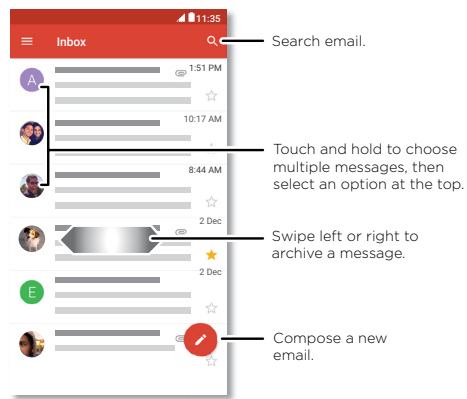 11:35
Inbox
Search email.
A
1:51 PM
10:17 AM
Touch and hold to choose
multiple messages, then
select an option at the top.
8:44 AM
2 Dec
Swipe left or right to
archive a message.
2 Dec
E
Compose a new
email.